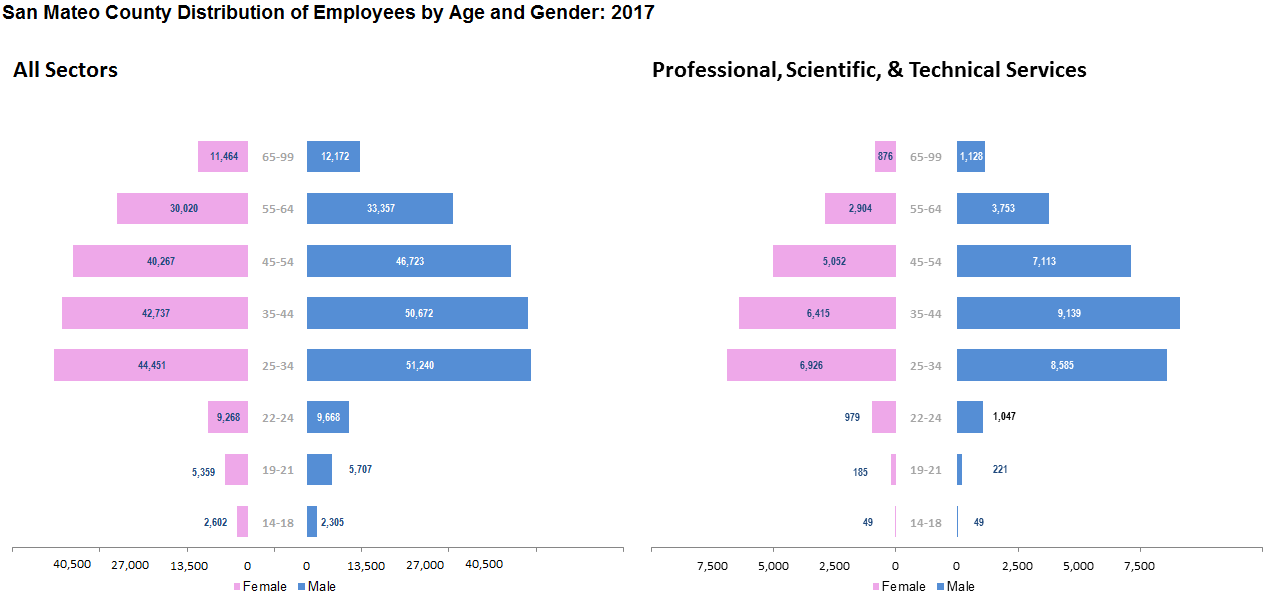 San Mateo County Distribution of Employees by Age and Gender: 2017
All Sectors
11,464 65-99 12,172
30,020 55-64 33,357
40,267 45-54 46,723
42,737 35-44 50,672
44,451 25-34 51,240
9,268 22-24 9,668
5,359 19-21 5,707
2,602 14-18 2,305
40,500 27,000 13,500 0 0 13,500 27,000 40,500
Female Male
Professional, Scientific, & Technical Services
876 65-99 1,128
2,904 55-64 3,753
5,052 45-54 7,113
6,415 35-44 9,139
6,926 25-34 8,585
979 22-24 1,047
185 19-21 221
49 14-18 49
7,500 5,000 2,500 0 0 2,500 5,000 7,500
Female Male